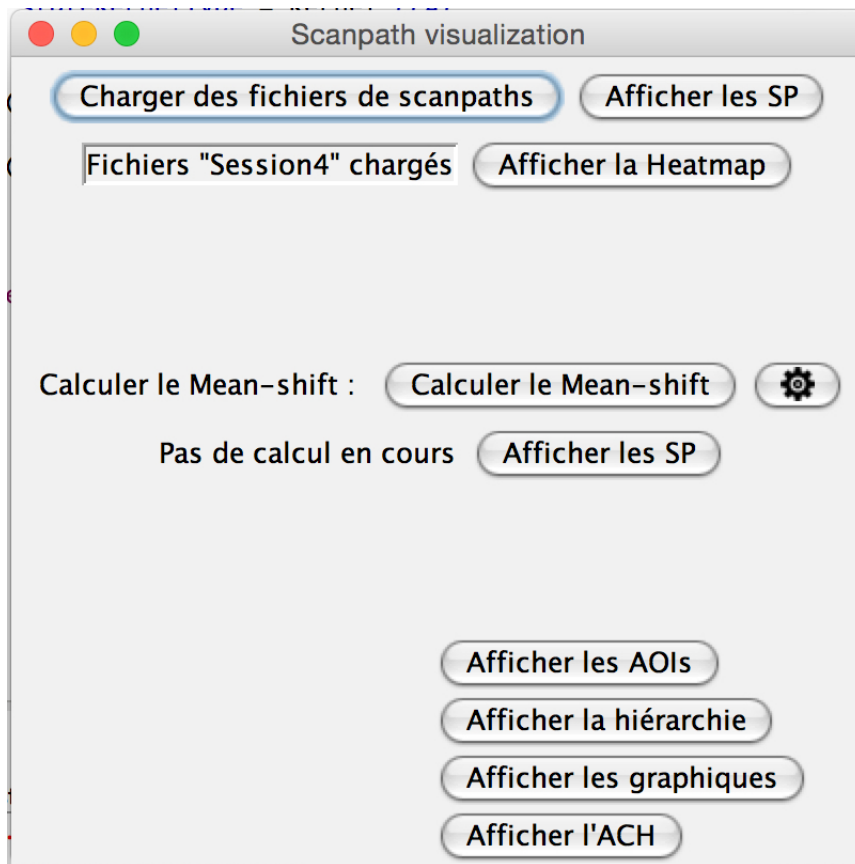 Scanpath visualization
Charger des fichiers de scanpaths Afficher les SP
Fichiers "Session4" chargés Afficher la Heatmap
Calculer le Mean-shift : Calculer le Mean-shift
Pas de calcul en cours Afficher les SP
Afficher les AOIs
Afficher la hiérarchie
Afficher les graphiques
Afficher l'ACH